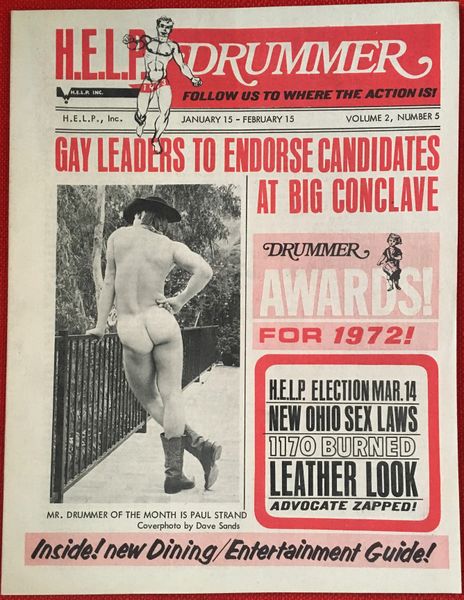 H.E.L.P. DRUMMER
H.E.L.P. INC.
1973
FOLLOW US TO WHERE THE ACTION IS!
H.E.L.P., Inc. JANUARY 15 - FEBRUARY 15 VOLUME 2, NUMBER 5
GAY LEADERS TO ENDORSE CANDIDATES
AT BIG CONCLAVE
DRUMMER
AWARDS!
FOR 1972!
H.E.L.P. ELECTION MAR. 14
NEW OHIO SEX LAWS
1170 BURNED
LEATHER LOOK
ADVOCATE ZAPPED!
MR. DRUMMER OF THE MONTH IS PAUL STRAND
Coverphoto by Dave Sands
Inside! new Dining/Entertainment Guide!